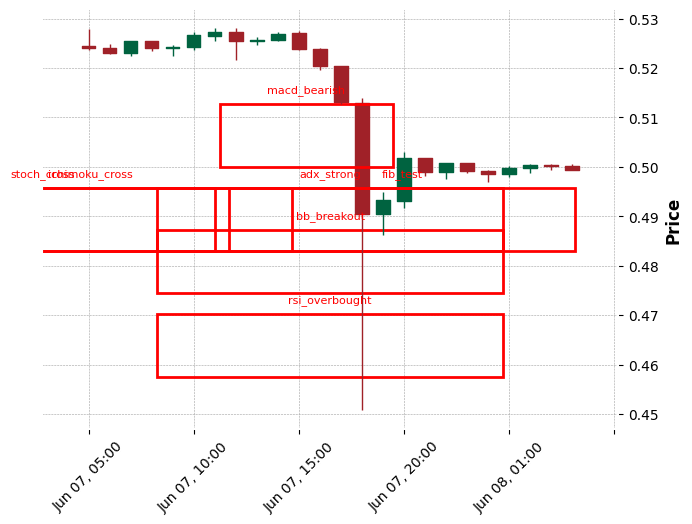 0.53
0.52
macd_bearish
0.51
0.50
stoch_cross
ichimoku_cross
adx_strong
fib_test
0.49
bb_breakout
Price
0.48
rsi_overbought
0.47
0.46
0.45
Jun 07, 05:00
Jun 07, 10:00
Jun 07, 15:00
Jun 07, 20:00
Jun 08, 01:00